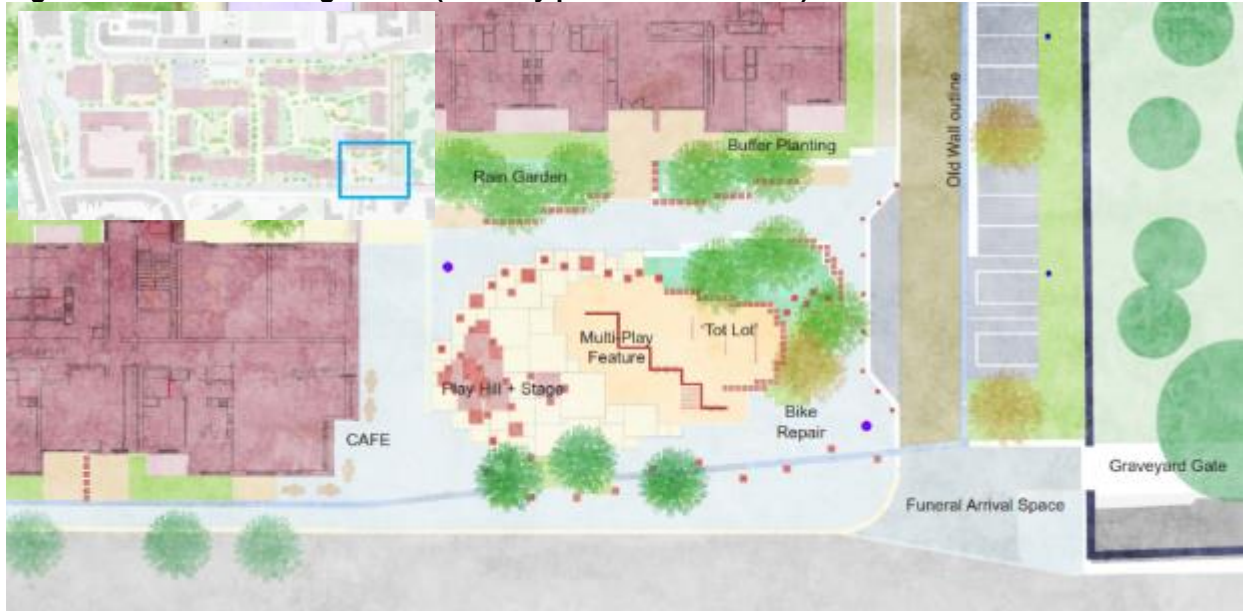 Buffer Planting
Rain Garden
Old Wall outline
'Tot Lot'
Multi-Play
Feature
Play Hill + Stage
Bike
Repair
CAFE
Graveyard Gate
Funeral Arrival Space